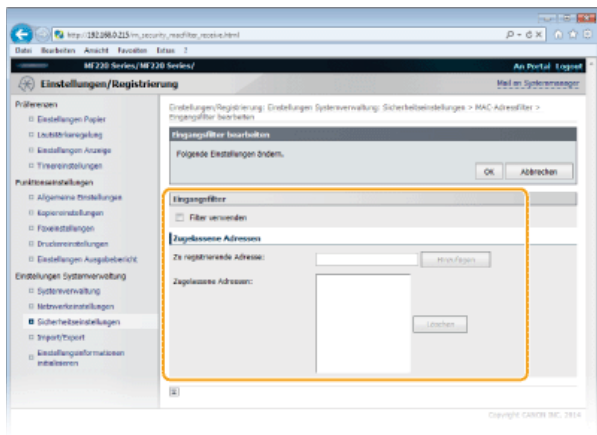 http://192.168.0.215/m_security_macfilter_receive.html
Datei Bearbeiten Ansicht Favoriten Extras ?
MF220 Series/MF220 Series/
An Portal Logout
Einstellungen/Registrierung
Mail an Systemmanager
Präferenzen
Einstellungen Papier
Lautstärkeregelung
Einstellungen Anzeige
Timereinstellungen
Funktionseinstellungen
Allgemeine Einstellungen
Kopiereinstellungen
Faxeinstellungen
Druckereinstellungen
Einstellungen Ausgabebericht
Einstellungen Systemverwaltung
Systemverwaltung
Netzwerkeinstellungen
Sicherheitseinstellungen
Import/Export
Einstellungsinformationen
initialisieren
Einstellungen/Registrierung: Einstellungen Systemverwaltung: Sicherheitseinstellungen > MAC-Adressfilter >
Eingangsfilter bearbeiten
Eingangsfilter bearbeiten
Folgende Einstellungen ändern.
OK Abbrechen
Eingangsfilter
Filter verwenden
Zugelassene Adressen
Zu registrierende Adresse:
Hinzufügen
Zugelassene Adressen:
Löschen
Copyright CANON INC. 2014